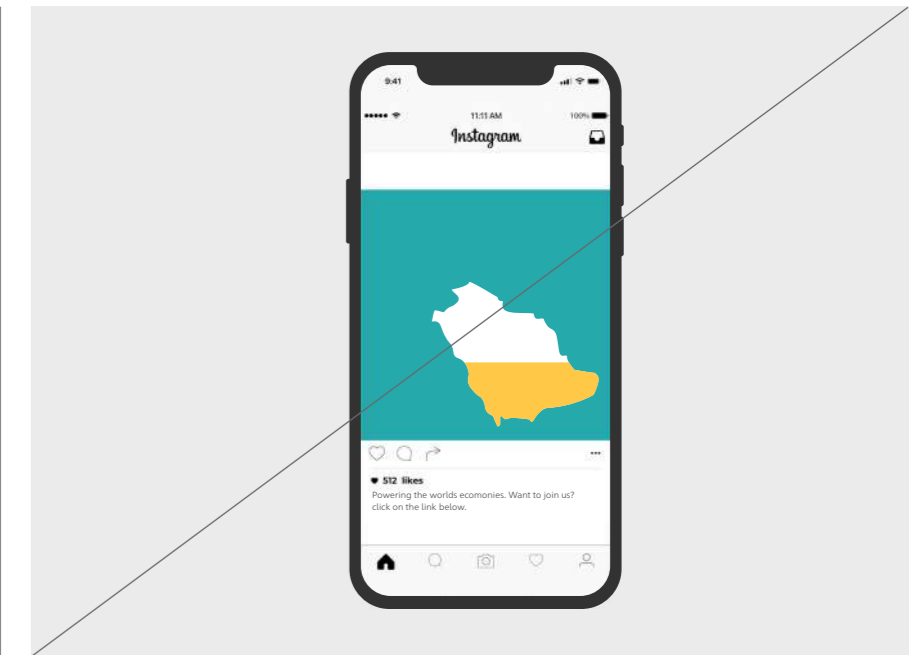 9:41
11:11 AM
100%
Instagram
512 likes
Powering the worlds ecomonies. Want to join us?
click on the link below.